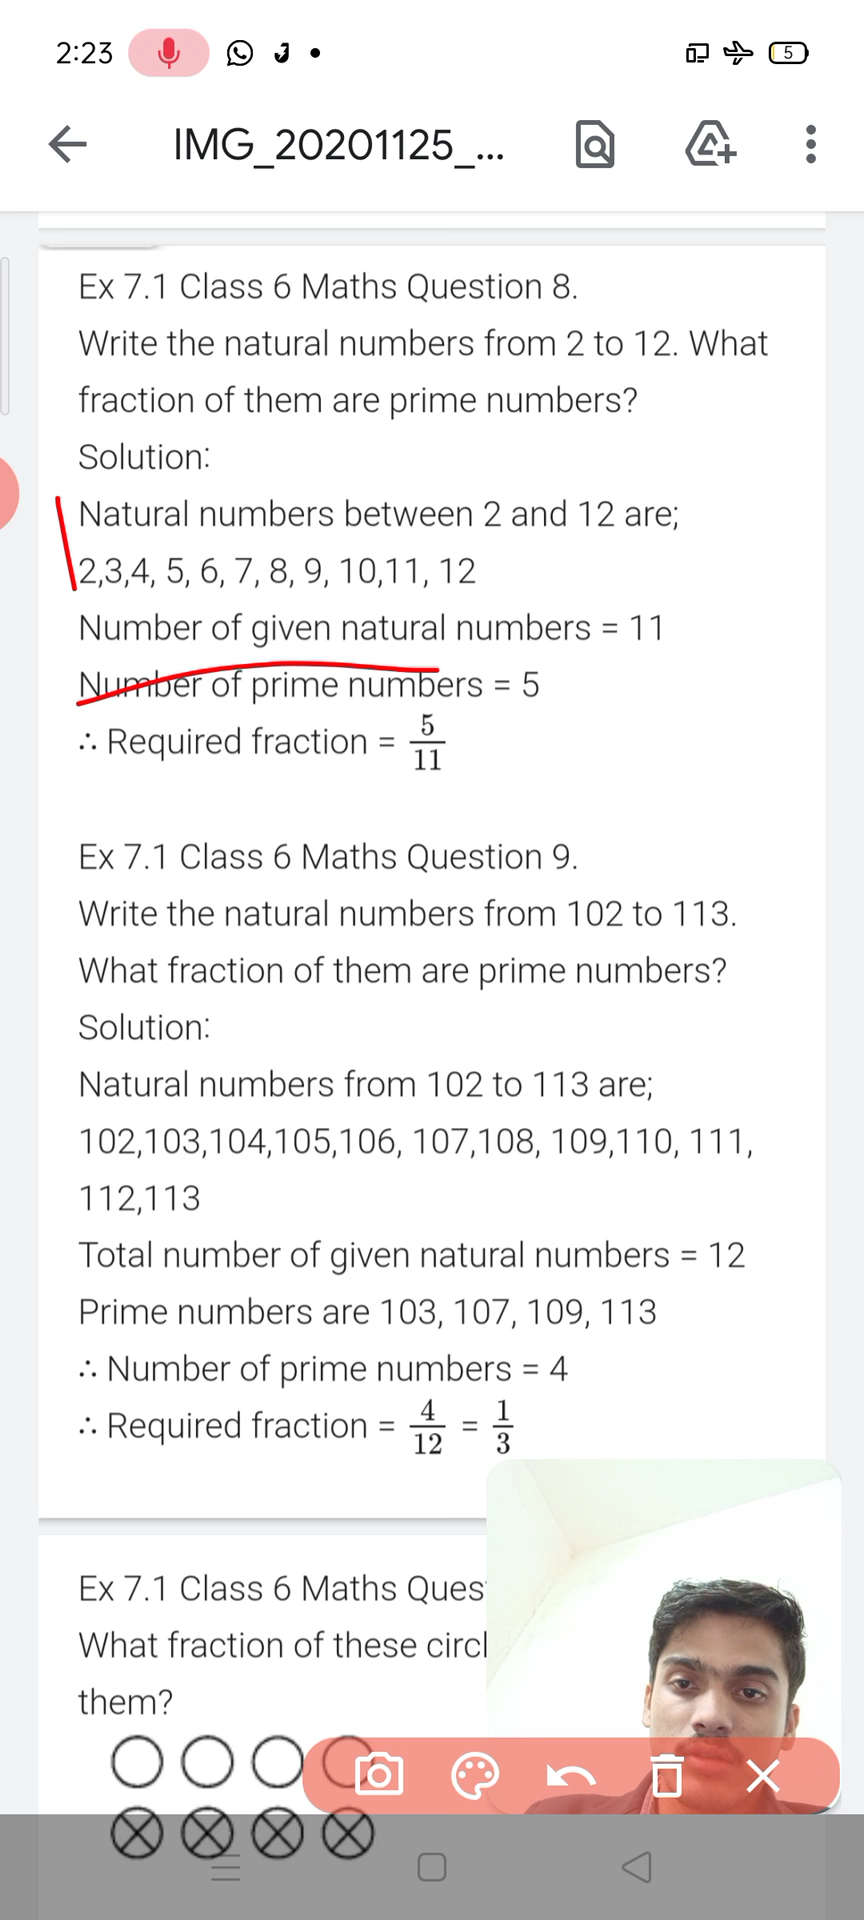 2:23
5
IMG_20201125_...
Ex 7.1 Class 6 Maths Question 8.
Write the natural numbers from 2 to 12. What
fraction of them are prime numbers?
Solution:
Natural numbers between 2 and 12 are;
2,3,4, 5, 6, 7, 8, 9, 10,11, 12
Number of given natural numbers = 11
Number of prime numbers = 5
∴ Required fraction = 5/11
Ex 7.1 Class 6 Maths Question 9.
Write the natural numbers from 102 to 113.
What fraction of them are prime numbers?
Solution:
Natural numbers from 102 to 113 are;
102,103,104,105,106, 107,108, 109,110, 111,
112,113
Total number of given natural numbers = 12
Prime numbers are 103, 107, 109, 113
∴ Number of prime numbers = 4
∴ Required fraction = 4/12 = 1/3
Ex 7.1 Class 6 Maths Ques
What fraction of these circl
them?